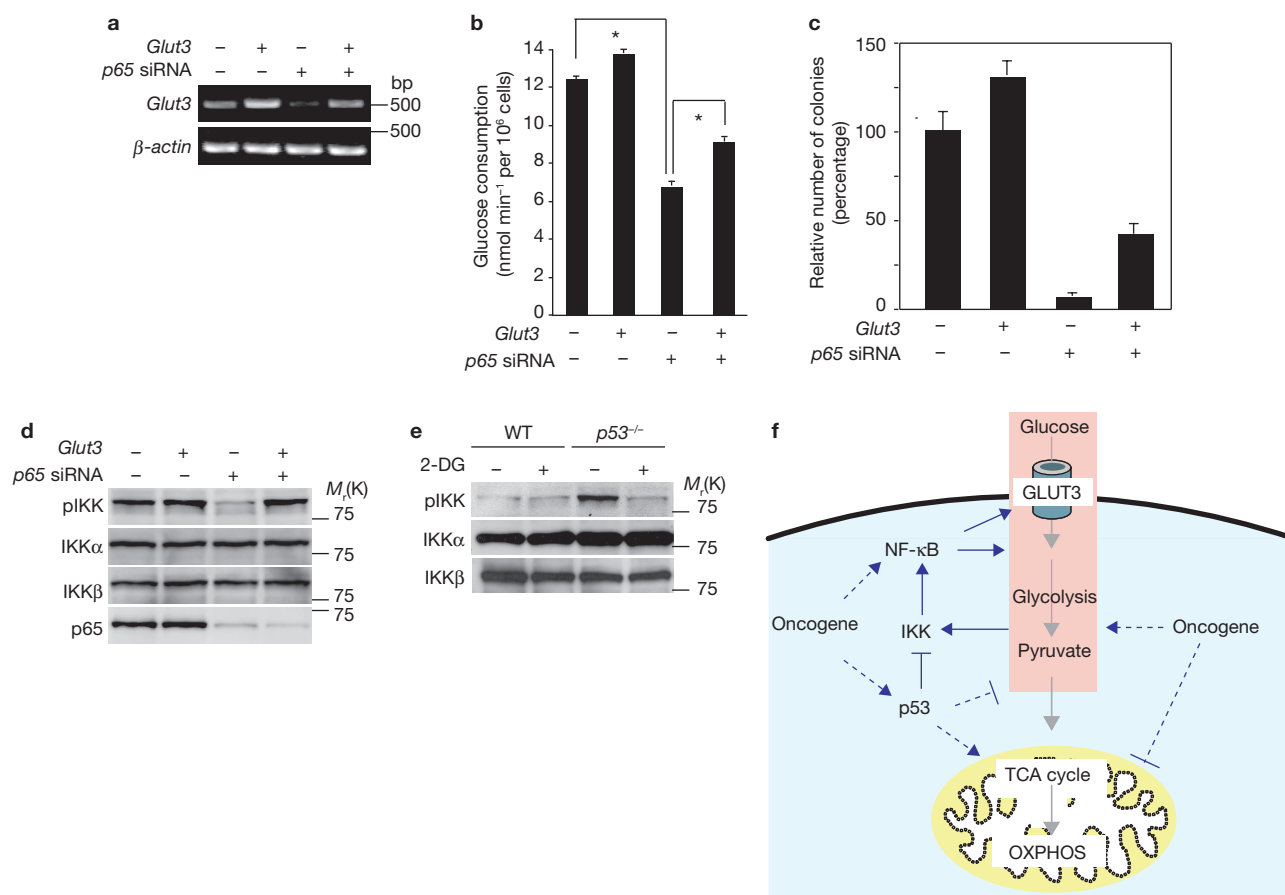 a
Glut3 – + – +
p65 siRNA – – + +
bp
Glut3 500
500
β-actin
b
Glucose consumption
(nmol min⁻¹ per 10⁶ cells)
14
12
10
8
6
4
2
0
* *
Glut3 – + – +
p65 siRNA – – + +
c
Relative number of colonies
(percentage)
150
100
50
0
Glut3 – + – +
p65 siRNA – – + +
d
Glut3 – + – +
p65 siRNA – – + +
Mr(K)
pIKK 75
IKKα 75
IKKβ 75
p65
e
WT p53⁻/⁻
2-DG – + – +
Mr(K)
pIKK 75
IKKα 75
IKKβ 75
f
Glucose
GLUT3
NF-κB
Glycolysis
Oncogene IKK Oncogene
Pyruvate
p53
TCA cycle
OXPHOS